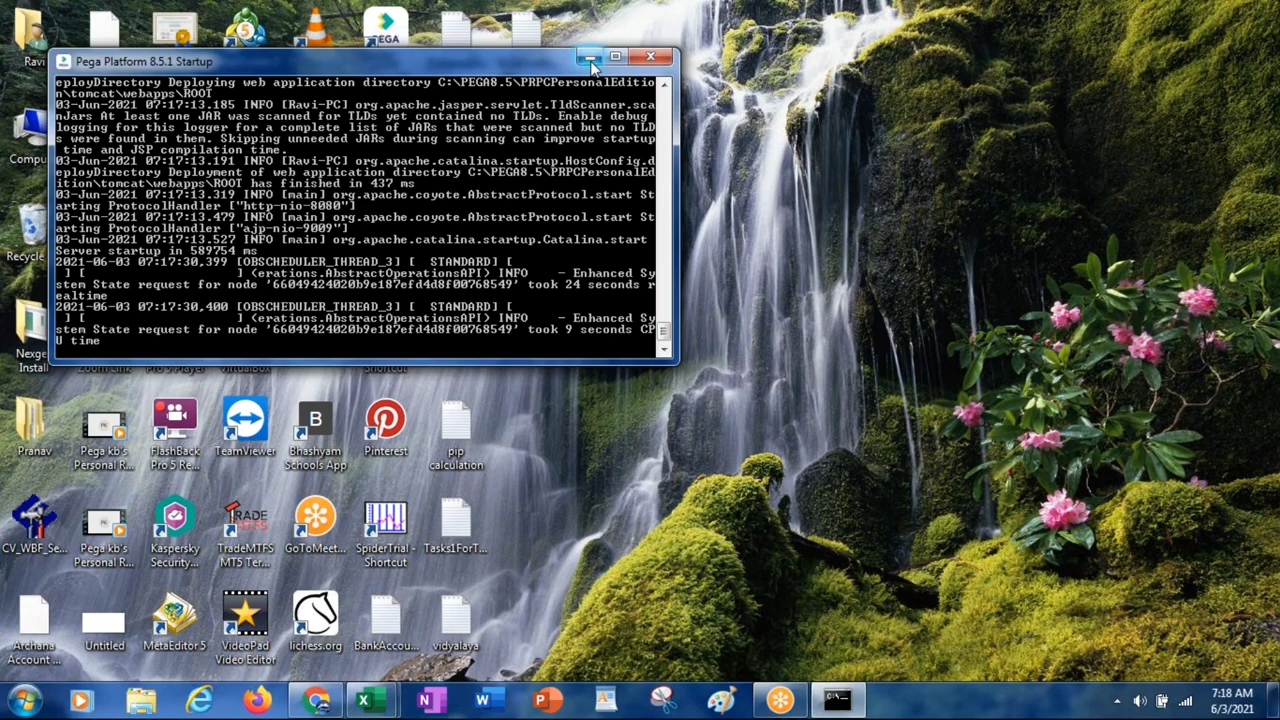 Ravi
PEGA
Pega Platform 8.5.1 Startup
eployDirectory Deploying web application directory C:\PEGA8.5\PRPCPersonalEditio
n\tomcat\webapps\ROOT
03-Jun-2021 07:17:13.185 INFO [Ravi-PC] org.apache.jasper.servlet.TldScanner.sca
nJars At least one JAR was scanned for TLDs yet contained no TLDs. Enable debug
logging for this logger for a complete list of JARs that were scanned but no TLD
s were found in them. Skipping unneeded JARs during scanning can improve startup
time and JSP compilation time.
03-Jun-2021 07:17:13.191 INFO [Ravi-PC] org.apache.catalina.startup.HostConfig.d
eployDirectory Deployment of web application directory C:\PEGA8.5\PRPCPersonalEd
ition\tomcat\webapps\ROOT has finished in 437 ms
03-Jun-2021 07:17:13.319 INFO [main] org.apache.coyote.AbstractProtocol.start St
arting ProtocolHandler ["http-nio-8080"]
03-Jun-2021 07:17:13.479 INFO [main] org.apache.coyote.AbstractProtocol.start St
arting ProtocolHandler ["ajp-nio-9009"]
03-Jun-2021 07:17:13.527 INFO [main] org.apache.catalina.startup.Catalina.start
Server startup in 589754 ms
2021-06-03 07:17:30,399 [OBSCHEDULER_THREAD_3] [ STANDARD] [
] [ ] (erations.AbstractOperationsAPI) INFO - Enhanced Sy
stem State request for node '66049424020b9e187efd4d8f00768549' took 24 seconds r
ealtime
2021-06-03 07:17:30,400 [OBSCHEDULER_THREAD_3] [ STANDARD] [
] [ ] (erations.AbstractOperationsAPI) INFO - Enhanced Sy
stem State request for node '66049424020b9e187efd4d8f00768549' took 9 seconds CP
U time
Compu
Recycle
Nexge
Install
Zoom Link
Pro 5 Player
VirtualBox
Shortcut
Pranav
Pega kb's
Personal R...
FlashBack
Pro 5 Re...
TeamViewer
B
Bhashyam
Schools App
Pinterest
pip
calculation
CV_WBF_Se...
Pega kb's
Personal R...
Kaspersky
Security...
TRADE
MTFS
TradeMTFS
MT5 Ter...
GoToMeet...
SpiderTrial -
Shortcut
Tasks1ForT...
Archana
Account ...
Untitled
MetaEditor 5
VideoPad
Video Editor
lichess.org
BankAccou...
vidyalaya
7:18 AM
6/3/2021